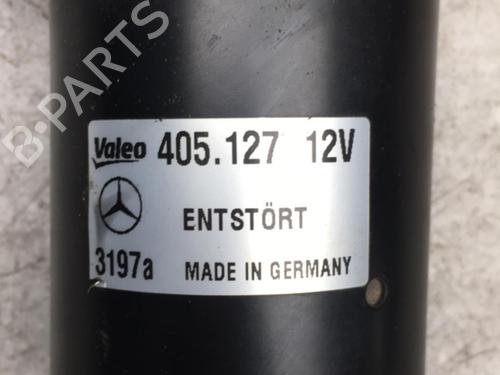 B-PARTS
Valeo 405.127 12V
ENTSTÖRT
3197a MADE IN GERMANY